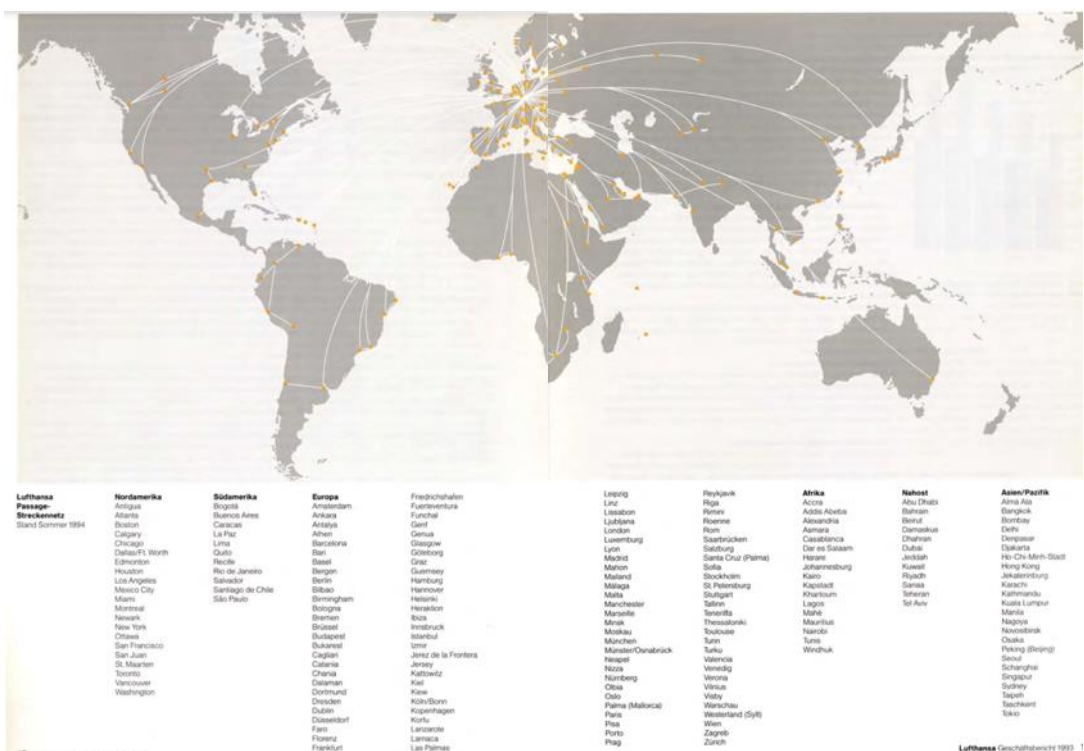 Lufthansa
Passage-
Streckennetz
Stand Sommer 1994
Nordamerika
Antigua
Atlanta
Boston
Calgary
Chicago
Dallas/Ft. Worth
Edmonton
Houston
Los Angeles
Mexico City
Miami
Montreal
Newark
New York
Ottawa
San Francisco
San Juan
St. Maarten
Toronto
Vancouver
Washington
Südamerika
Bogotá
Buenos Aires
Caracas
La Paz
Lima
Quito
Recife
Rio de Janeiro
Salvador
Santiago de Chile
São Paulo
Europa
Amsterdam
Ankara
Antalya
Athen
Barcelona
Bari
Basel
Bergen
Berlin
Bilbao
Birmingham
Bologna
Bremen
Brüssel
Budapest
Bukarest
Cagliari
Catania
Chania
Dalaman
Dortmund
Dresden
Dublin
Düsseldorf
Faro
Florenz
Frankfurt
Friedrichshafen
Fuerteventura
Funchal
Genf
Genua
Glasgow
Göteborg
Graz
Guernsey
Hamburg
Hannover
Helsinki
Heraklion
Ibiza
Innsbruck
Istanbul
Izmir
Jerez de la Frontera
Jersey
Kattowitz
Kiel
Kiew
Köln/Bonn
Kopenhagen
Korfu
Lanzarote
Larnaca
Las Palmas
Leipzig
Linz
Lissabon
Ljubljana
London
Luxemburg
Lyon
Madrid
Mahon
Mailand
Málaga
Malta
Manchester
Marseille
Minsk
Moskau
München
Münster/Osnabrück
Neapel
Nizza
Nürnberg
Olbia
Oslo
Palma (Mallorca)
Paris
Pisa
Porto
Prag
Reykjavik
Riga
Rimini
Roenne
Rom
Saarbrücken
Salzburg
Santa Cruz (Palma)
Sofia
Stockholm
St. Petersburg
Stuttgart
Tallinn
Teneriffa
Thessaloniki
Toulouse
Turin
Turku
Valencia
Venedig
Verona
Vilnius
Visby
Warschau
Westerland (Sylt)
Wien
Zagreb
Zürich
Afrika
Accra
Addis Abeba
Alexandria
Asmara
Casablanca
Dar es Salaam
Harare
Johannesburg
Kairo
Kapstadt
Khartoum
Lagos
Mahé
Mauritius
Nairobi
Tunis
Windhuk
Nahost
Abu Dhabi
Bahrain
Beirut
Damaskus
Dhahran
Dubai
Jeddah
Kuwait
Riyadh
Sanaa
Teheran
Tel Aviv
Asien/Pazifik
Alma Ata
Bangkok
Bombay
Delhi
Denpasar
Djakarta
Ho-Chi-Minh-Stadt
Hong Kong
Jekaterinburg
Karachi
Kathmandu
Kuala Lumpur
Manila
Nagoya
Novosibirsk
Osaka
Peking (Beijing)
Seoul
Schanghai
Singapur
Sydney
Taipeh
Taschkent
Tokio
Lufthansa Geschäftsbericht 1993